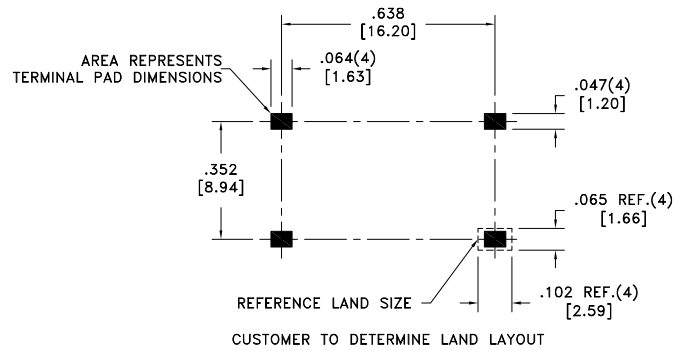 .638
[16.20]
AREA REPRESENTS
TERMINAL PAD DIMENSIONS
.064(4)
[1.63]
.047(4)
[1.20]
.352
[8.94]
.065 REF.(4)
[1.66]
REFERENCE LAND SIZE
.102 REF.(4)
[2.59]
CUSTOMER TO DETERMINE LAND LAYOUT